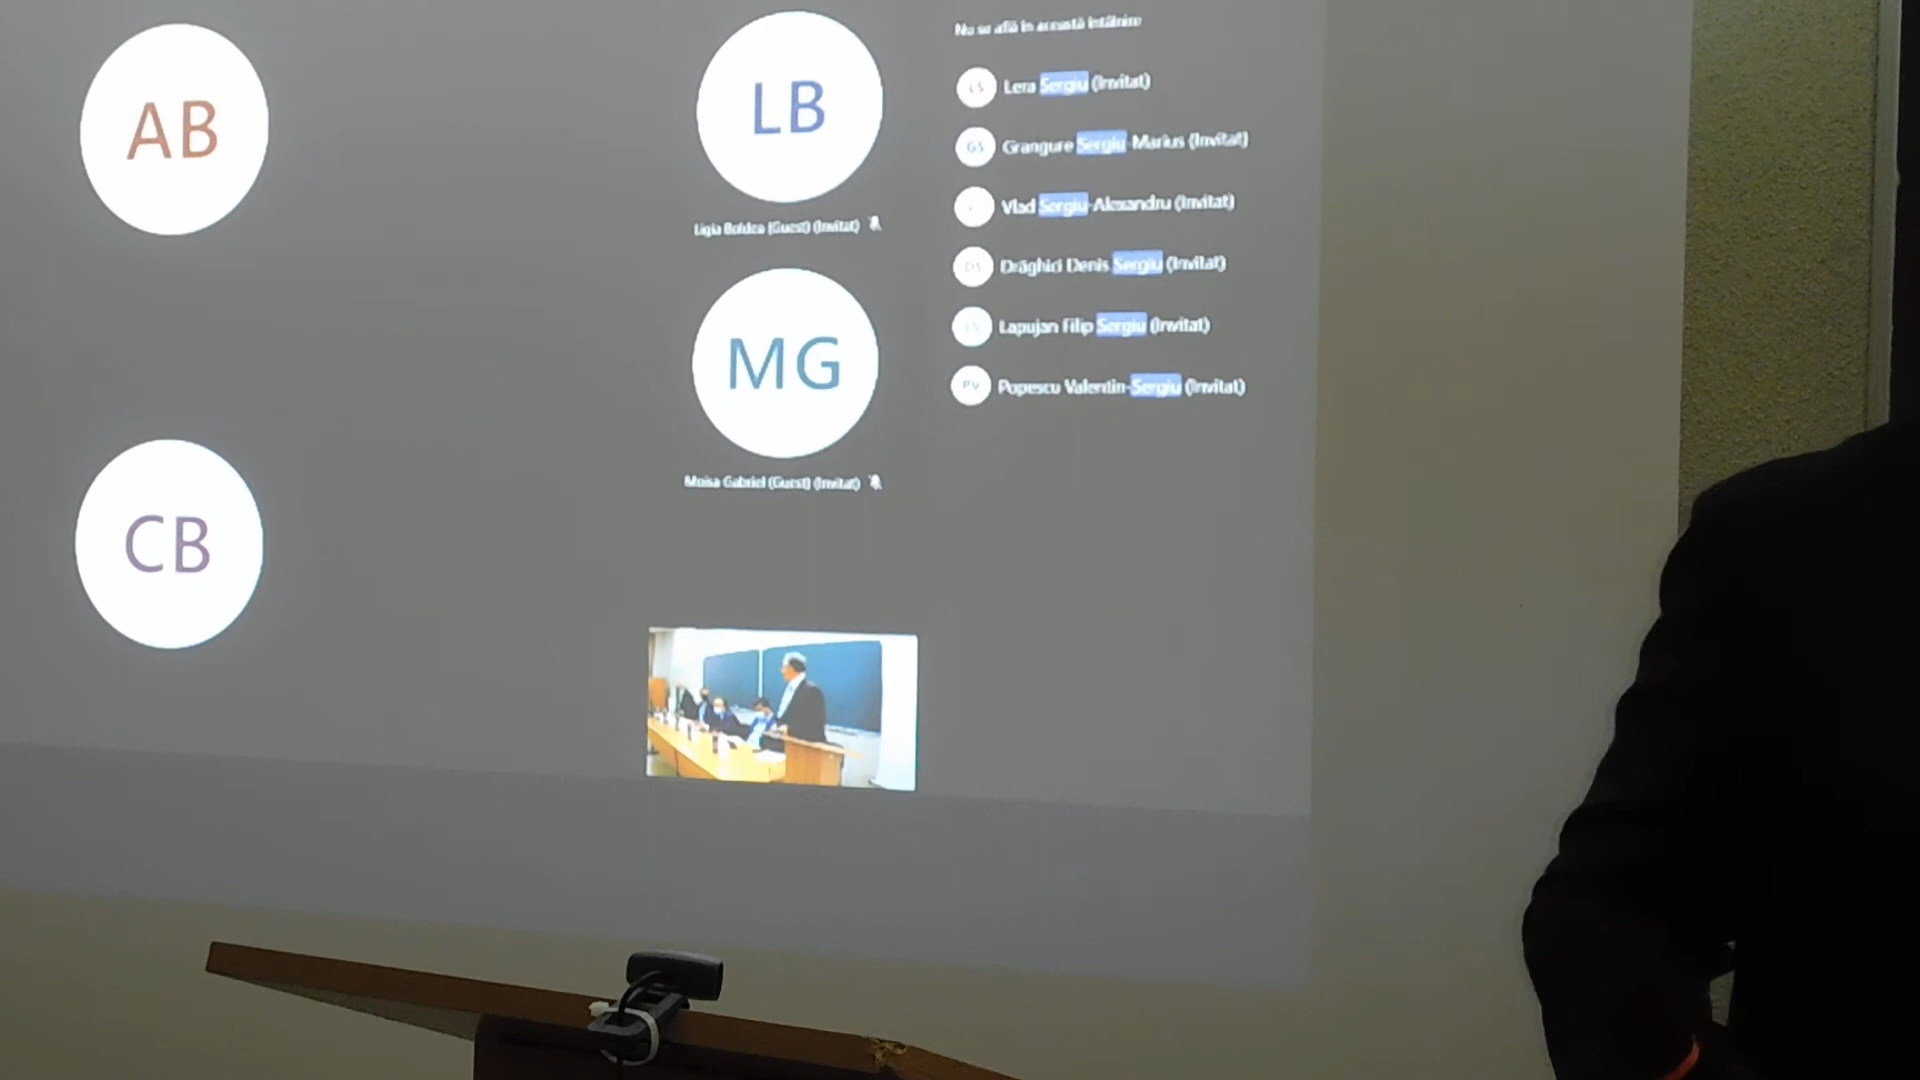 AB
CB
LB
Ligia Boldea (Guest) (Invitat)
MG
Moisa Gabriel (Guest) (Invitat)
Nu se află în această întâlnire
LS Lera Sergiu (Invitat)
GS Grangure Sergiu-Marius (Invitat)
Vlad Sergiu-Alexandru (Invitat)
DS Drăghici Denis Sergiu (Invitat)
LS Lapujan Filip Sergiu (Invitat)
PV Popescu Valentin-Sergiu (Invitat)